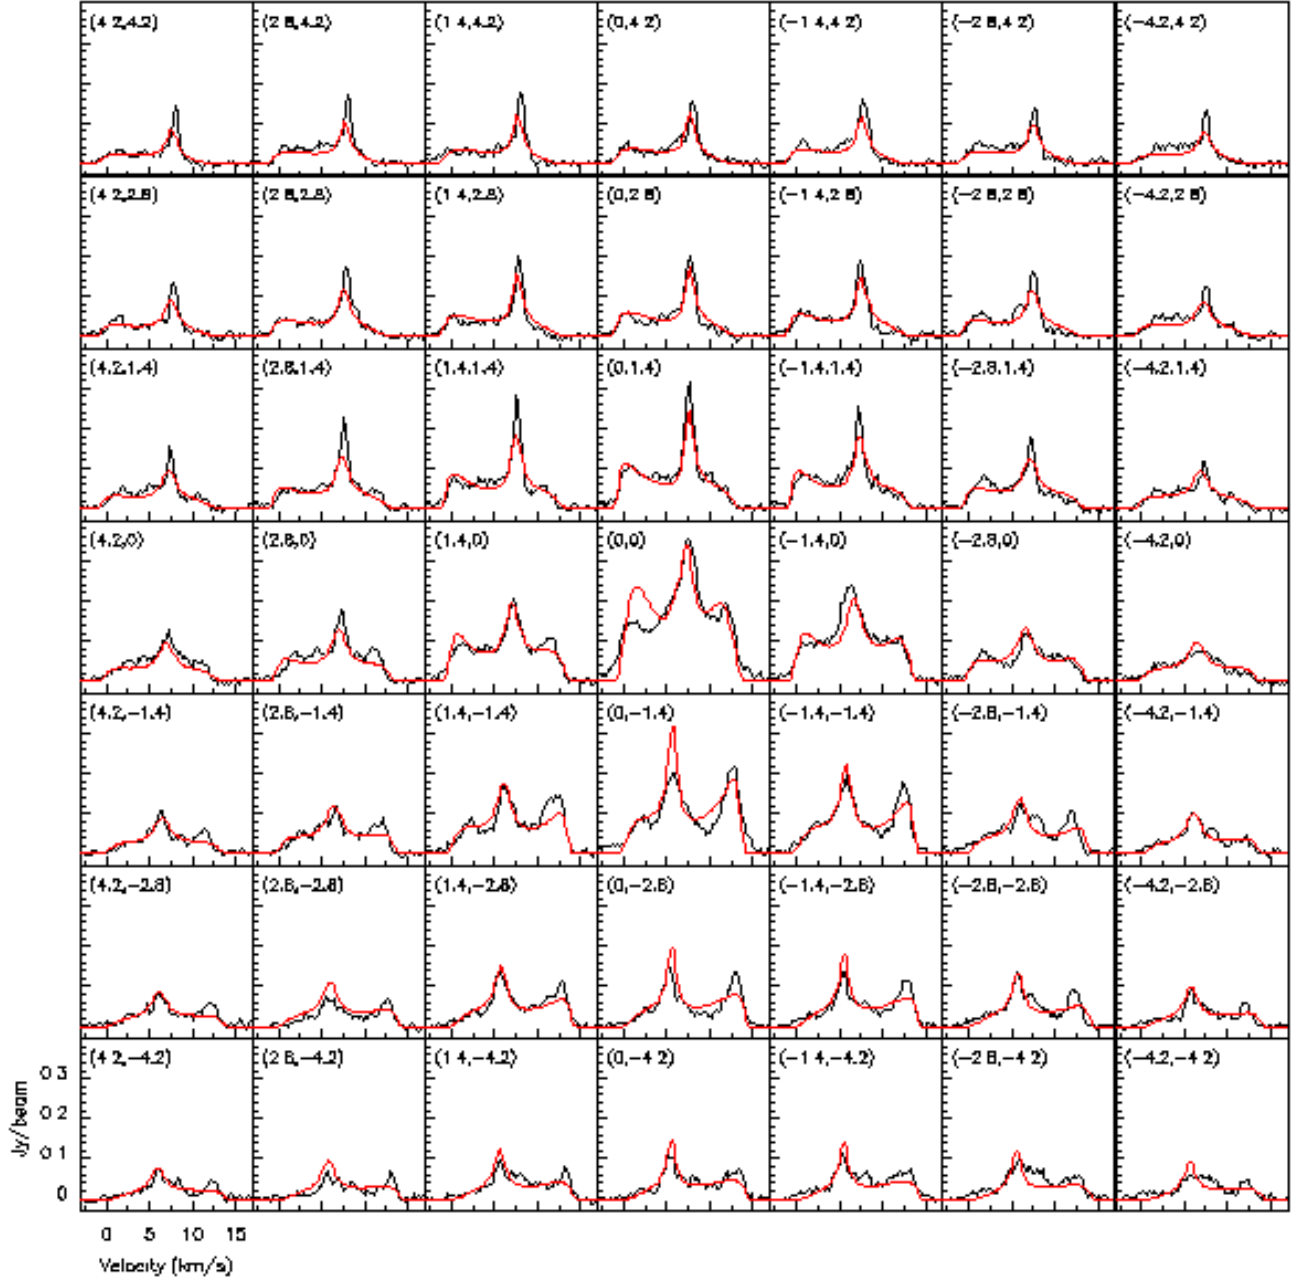 (4.2,4.2) (2.8,4.2) (1.4,4.2) (0,4.2) (−1.4,4.2) (−2.8,4.2) (−4.2,4.2)
(4.2,2.8) (2.8,2.8) (1.4,2.8) (0,2.8) (−1.4,2.8) (−2.8,2.8) (−4.2,2.8)
(4.2,1.4) (2.8,1.4) (1.4,1.4) (0,1.4) (−1.4,1.4) (−2.8,1.4) (−4.2,1.4)
(4.2,0) (2.8,0) (1.4,0) (0,0) (−1.4,0) (−2.8,0) (−4.2,0)
(4.2,−1.4) (2.8,−1.4) (1.4,−1.4) (0,−1.4) (−1.4,−1.4) (−2.8,−1.4) (−4.2,−1.4)
(4.2,−2.8) (2.8,−2.8) (1.4,−2.8) (0,−2.8) (−1.4,−2.8) (−2.8,−2.8) (−4.2,−2.8)
(4.2,−4.2) (2.8,−4.2) (1.4,−4.2) (0,−4.2) (−1.4,−4.2) (−2.8,−4.2) (−4.2,−4.2)
0.3
0.2
0.1
0
Jy/beam
0 5 10 15
Velocity (km/s)